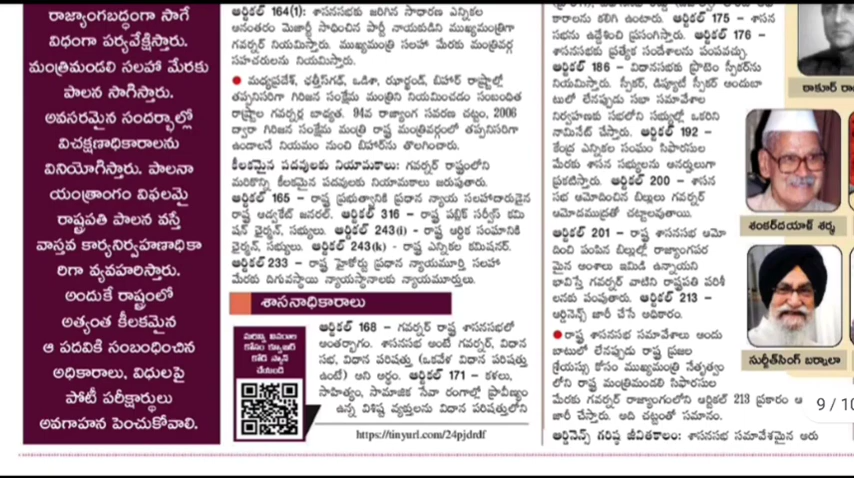 రాజ్యాంగబద్ధంగా సాగే
విధంగా పర్యవేక్షిస్తారు.
మంత్రిమండలి సలహా మేరకు
పాలన సాగిస్తారు.
అవసరమైన సందర్భాల్లో
విచక్షణాధికారాలను
వినియోగిస్తారు. పాలనా
యంత్రాంగం విఫలమై
రాష్ట్రపతి పాలన వస్తే
వాస్తవ కార్యనిర్వహణాధికా
రిగా వ్యవహరిస్తారు.
అందుకే రాష్ట్రంలో
అత్యంత కీలకమైన
ఆ పదవికి సంబంధించిన
అధికారాలు, విధులపై
పోటీ పరీక్షార్థులు
అవగాహన పెంచుకోవాలి.
ఆర్టికల్ 164(1): శాసనసభకు జరిగిన సాధారణ ఎన్నికల
అనంతరం మెజార్టీ సాధించిన పార్టీ నాయకుడిని ముఖ్యమంత్రిగా
గవర్నర్ నియమిస్తారు. ముఖ్యమంత్రి సలహా మేరకు మంత్రివర్గ
సహచరులను నియమిస్తారు.
● మధ్యప్రదేశ్, ఛత్తీస్‌గఢ్, ఒడిశా, ఝార్ఖండ్, బిహార్ రాష్ట్రాల్లో
తప్పనిసరిగా గిరిజన సంక్షేమ మంత్రిని నియమించడం సంబంధిత
రాష్ట్రాల గవర్నర్ల బాధ్యత. 94వ రాజ్యాంగ సవరణ చట్టం, 2006
ద్వారా గిరిజన సంక్షేమ మంత్రి రాష్ట్ర మంత్రివర్గంలో తప్పనిసరిగా
ఉండాలనే నియమం నుంచి బిహార్‌ను తొలగించారు.
కీలకమైన పదవులకు నియామకాలు: గవర్నర్ రాష్ట్రంలోని
మరికొన్ని కీలకమైన పదవులకు నియామకాలు జరుపుతారు.
ఆర్టికల్ 165 - రాష్ట్ర ప్రభుత్వానికి ప్రధాన న్యాయ సలహాదారుడైన
రాష్ట్ర అడ్వకేట్ జనరల్. ఆర్టికల్ 316 - రాష్ట్ర పబ్లిక్ సర్వీస్ కమి
షన్ ఛైర్మన్, సభ్యులు. ఆర్టికల్ 243(I) - రాష్ట్ర ఆర్థిక సంఘానికి
ఛైర్మన్, సభ్యులు. ఆర్టికల్ 243(k) - రాష్ట్ర ఎన్నికల కమిషనర్.
ఆర్టికల్ 233 - రాష్ట్ర హైకోర్టు ప్రధాన న్యాయమూర్తి సలహా
మేరకు దిగువస్థాయి న్యాయస్థానాలకు న్యాయమూర్తులు.
శాసనాధికారాలు
మరిన్ని వివరాల
కోసం క్యూఆర్
కోడ్ స్కాన్
చేయండి
ఆర్టికల్ 168 - గవర్నర్ రాష్ట్ర శాసనసభలో
అంతర్భాగం. శాసనసభ అంటే గవర్నర్, విధాన
సభ, విధాన పరిషత్తు (ఒకవేళ విధాన పరిషత్తు
ఉంటే) అని అర్థం. ఆర్టికల్ 171 - కళలు,
సాహిత్యం, సామాజిక సేవా రంగాల్లో ప్రావీణ్యం
ఉన్న విశిష్ట వ్యక్తులను విధాన పరిషత్తులోని
https://tinyurl.com/24pjdrdf
కారాలను కలిగి ఉంటారు. ఆర్టికల్ 175 - శాసన
సభను ఉద్దేశించి ప్రసంగిస్తారు. ఆర్టికల్ 176 -
శాసనసభకు ప్రత్యేక సందేశాలను పంపవచ్చు.
ఆర్టికల్ 186 - విధానసభకు ప్రొటెం స్పీకర్‌ను
నియమిస్తారు. స్పీకర్, డిప్యూటీ స్పీకర్ అందుబా
టులో లేనప్పుడు సభా సమావేశాల
నిర్వహణకు సభలోని సభ్యుల్లో ఒకరిని
నామినేట్ చేస్తారు. ఆర్టికల్ 192 -
కేంద్ర ఎన్నికల సంఘం సిఫారసుల
మేరకు శాసన సభ్యులను అనర్హులుగా
ప్రకటిస్తారు. ఆర్టికల్ 200 - శాసన
సభ ఆమోదించిన బిల్లులు గవర్నర్
ఆమోదముద్రతో చట్టాలవుతాయి.
ఆర్టికల్ 201 - రాష్ట్ర శాసనసభ ఆమో
దించి పంపిన బిల్లుల్లో రాజ్యాంగపర
మైన అంశాలు ఇమిడి ఉన్నాయని
భావిస్తే గవర్నర్ వాటిని రాష్ట్రపతి పరిశీ
లనకు పంపుతారు. ఆర్టికల్ 213 -
ఆర్డినెన్స్ జారీ చేసే అధికారం.
● రాష్ట్ర శాసనసభ సమావేశాలు అందు
బాటులో లేనప్పుడు రాష్ట్ర ప్రజల
శ్రేయస్సు కోసం ముఖ్యమంత్రి నేతృత్వం
లోని రాష్ట్ర మంత్రిమండలి సిఫారసుల
మేరకు గవర్నర్ రాజ్యాంగంలోని ఆర్టికల్ 213 ప్రకారం ఆ
జారీ చేస్తారు. అది చట్టంతో సమానం.
ఆర్డినెన్స్ గరిష్ఠ జీవితకాలం: శాసనసభ సమావేశమైన ఆరు
ఠాకూర్ రా
శంకర్‌దయాళ్ శర్మ
సుర్జీత్‌సింగ్ బర్నాలా
9 / 10